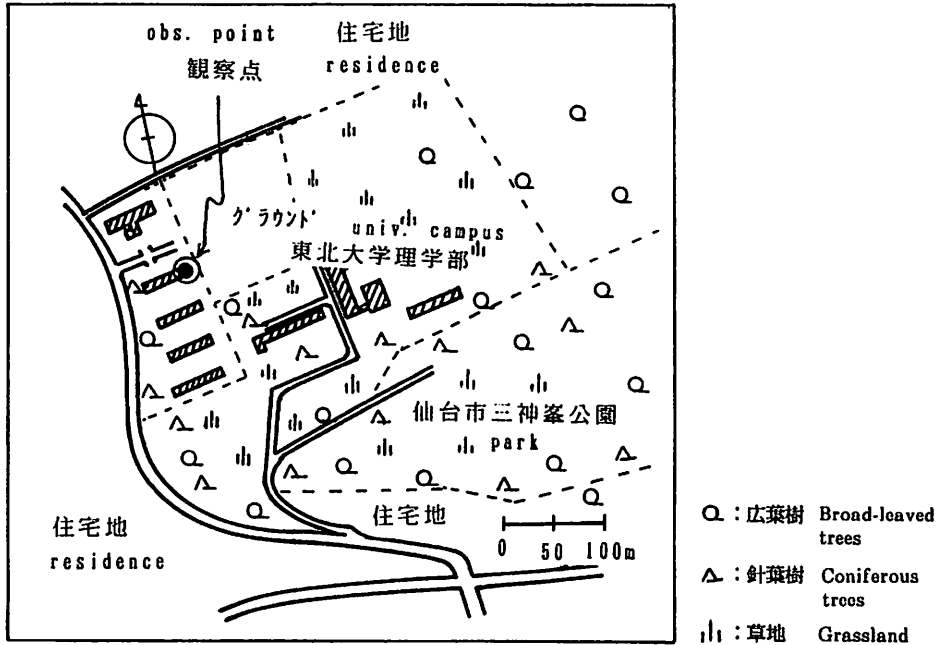 obs. point
観察点
住宅地
residence
グラウンド
univ. campus
東北大学理学部
仙台市三神峯公園
park
住宅地
residence
住宅地
0 50 100m
：広葉樹 Broad-leaved
trees
：針葉樹 Coniferous
trees
：草地 Grassland